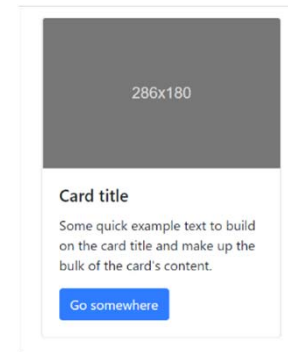 286x180
Card title
Some quick example text to build
on the card title and make up the
bulk of the card's content.
Go somewhere